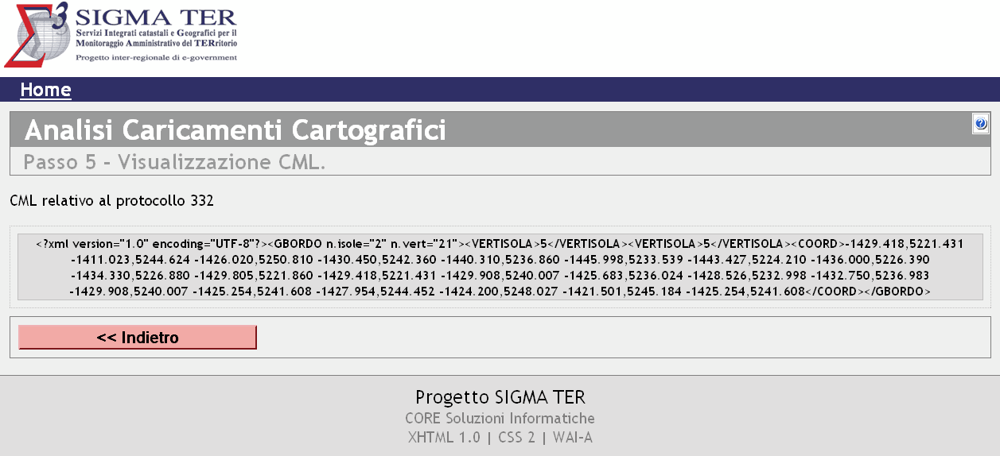 3
SIGMA TER
Servizi Integrati catastali e Geografici per il
Monitoraggio Amministrativo del TERritorio
Progetto inter-regionale di e-government
Home
Analisi Caricamenti Cartografici
?
Passo 5 - Visualizzazione CML.
CML relativo al protocollo 332
<?xml version="1.0" encoding="UTF-8"?><GBORDO n.isole="2" n.vert="21"><VERTISOLA>5</VERTISOLA><VERTISOLA>5</VERTISOLA><COORD>-1429.418,5221.431
-1411.023,5244.624 -1426.020,5250.810 -1430.450,5242.360 -1440.310,5236.860 -1445.998,5233.539 -1443.427,5224.210 -1436.000,5226.390
-1434.330,5226.880 -1429.805,5221.860 -1429.418,5221.431 -1429.908,5240.007 -1425.683,5236.024 -1428.526,5232.998 -1432.750,5236.983
-1429.908,5240.007 -1425.254,5241.608 -1427.954,5244.452 -1424.200,5248.027 -1421.501,5245.184 -1425.254,5241.608</COORD></GBORDO>
<< Indietro
Progetto SIGMA TER
CORE Soluzioni Informatiche
XHTML 1.0 | CSS 2 | WAI-A